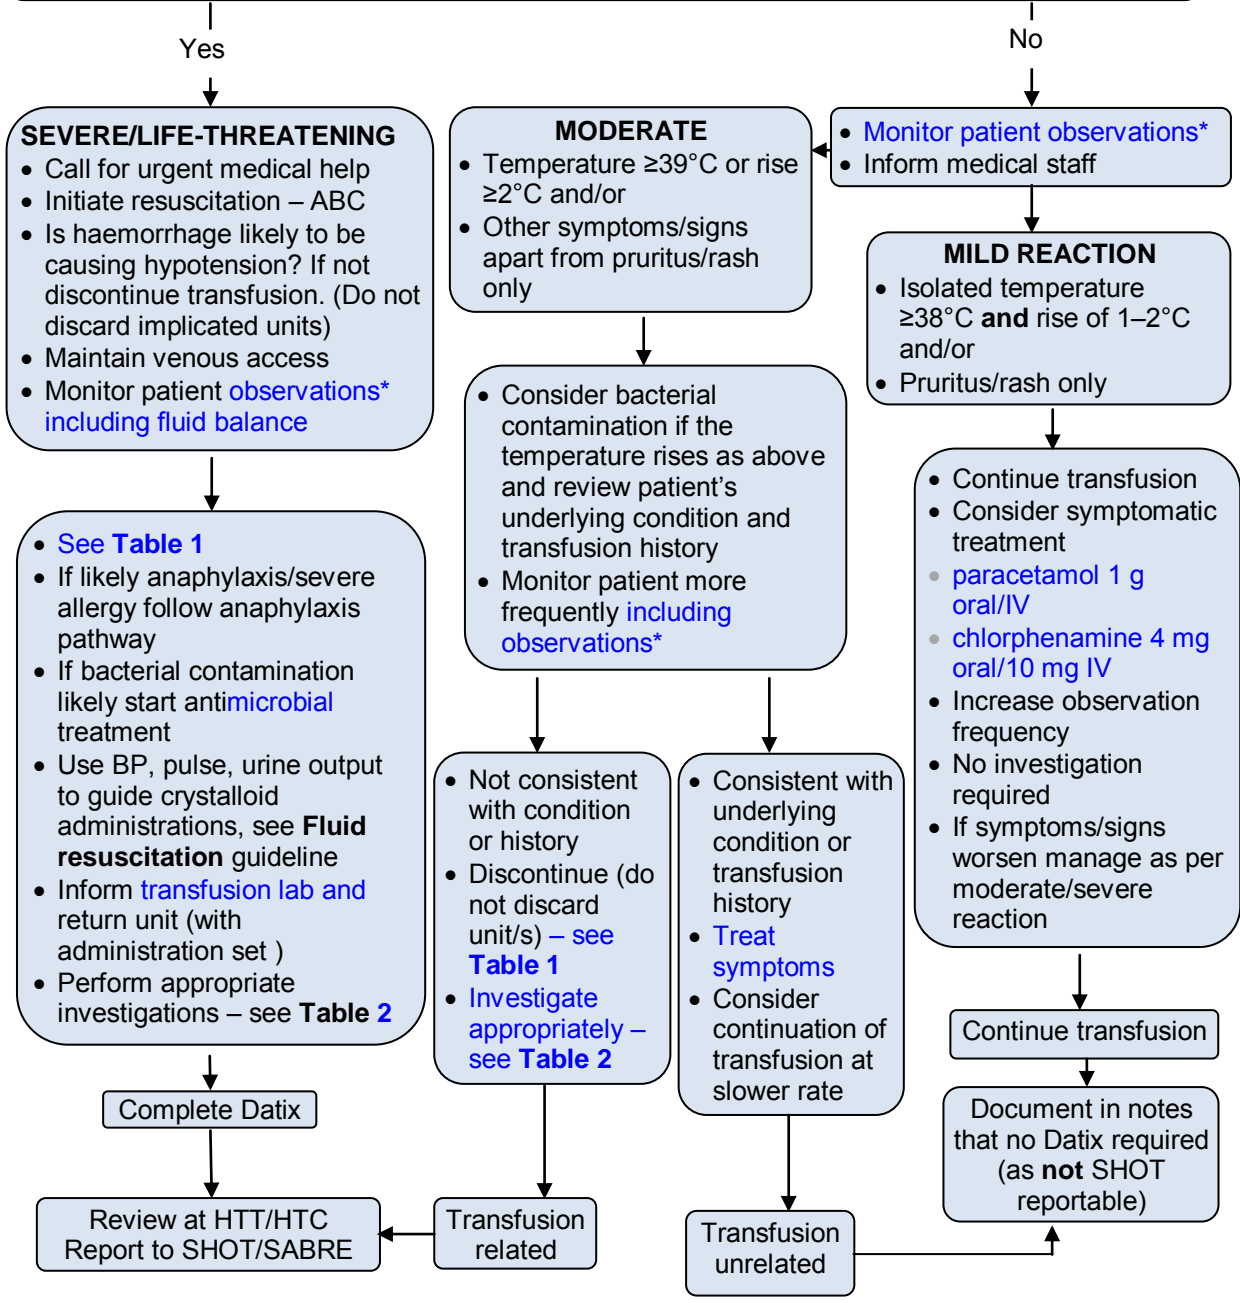 Yes
No
SEVERE/LIFE-THREATENING
• Call for urgent medical help
• Initiate resuscitation – ABC
• Is haemorrhage likely to be
causing hypotension? If not
discontinue transfusion. (Do not
discard implicated units)
• Maintain venous access
• Monitor patient observations*
including fluid balance
MODERATE
• Temperature ≥39°C or rise
≥2°C and/or
• Other symptoms/signs
apart from pruritus/rash
only
• Monitor patient observations*
• Inform medical staff
MILD REACTION
• Isolated temperature
≥38°C and rise of 1–2°C
and/or
• Pruritus/rash only
• See Table 1
• If likely anaphylaxis/severe
allergy follow anaphylaxis
pathway
• If bacterial contamination
likely start antimicrobial
treatment
• Use BP, pulse, urine output
to guide crystalloid
administrations, see Fluid
resuscitation guideline
• Inform transfusion lab and
return unit (with
administration set )
• Perform appropriate
investigations – see Table 2
• Consider bacterial
contamination if the
temperature rises as above
and review patient's
underlying condition and
transfusion history
• Monitor patient more
frequently including
observations*
• Continue transfusion
• Consider symptomatic
treatment
• paracetamol 1 g
oral/IV
• chlorphenamine 4 mg
oral/10 mg IV
• Increase observation
frequency
• No investigation
required
• If symptoms/signs
worsen manage as per
moderate/severe
reaction
• Not consistent
with condition
or history
• Discontinue (do
not discard
unit/s) – see
Table 1
• Investigate
appropriately –
see Table 2
• Consistent with
underlying
condition or
transfusion
history
• Treat
symptoms
• Consider
continuation of
transfusion at
slower rate
Complete Datix
Continue transfusion
Document in notes
that no Datix required
(as not SHOT
reportable)
Review at HTT/HTC
Report to SHOT/SABRE
Transfusion
related
Transfusion
unrelated